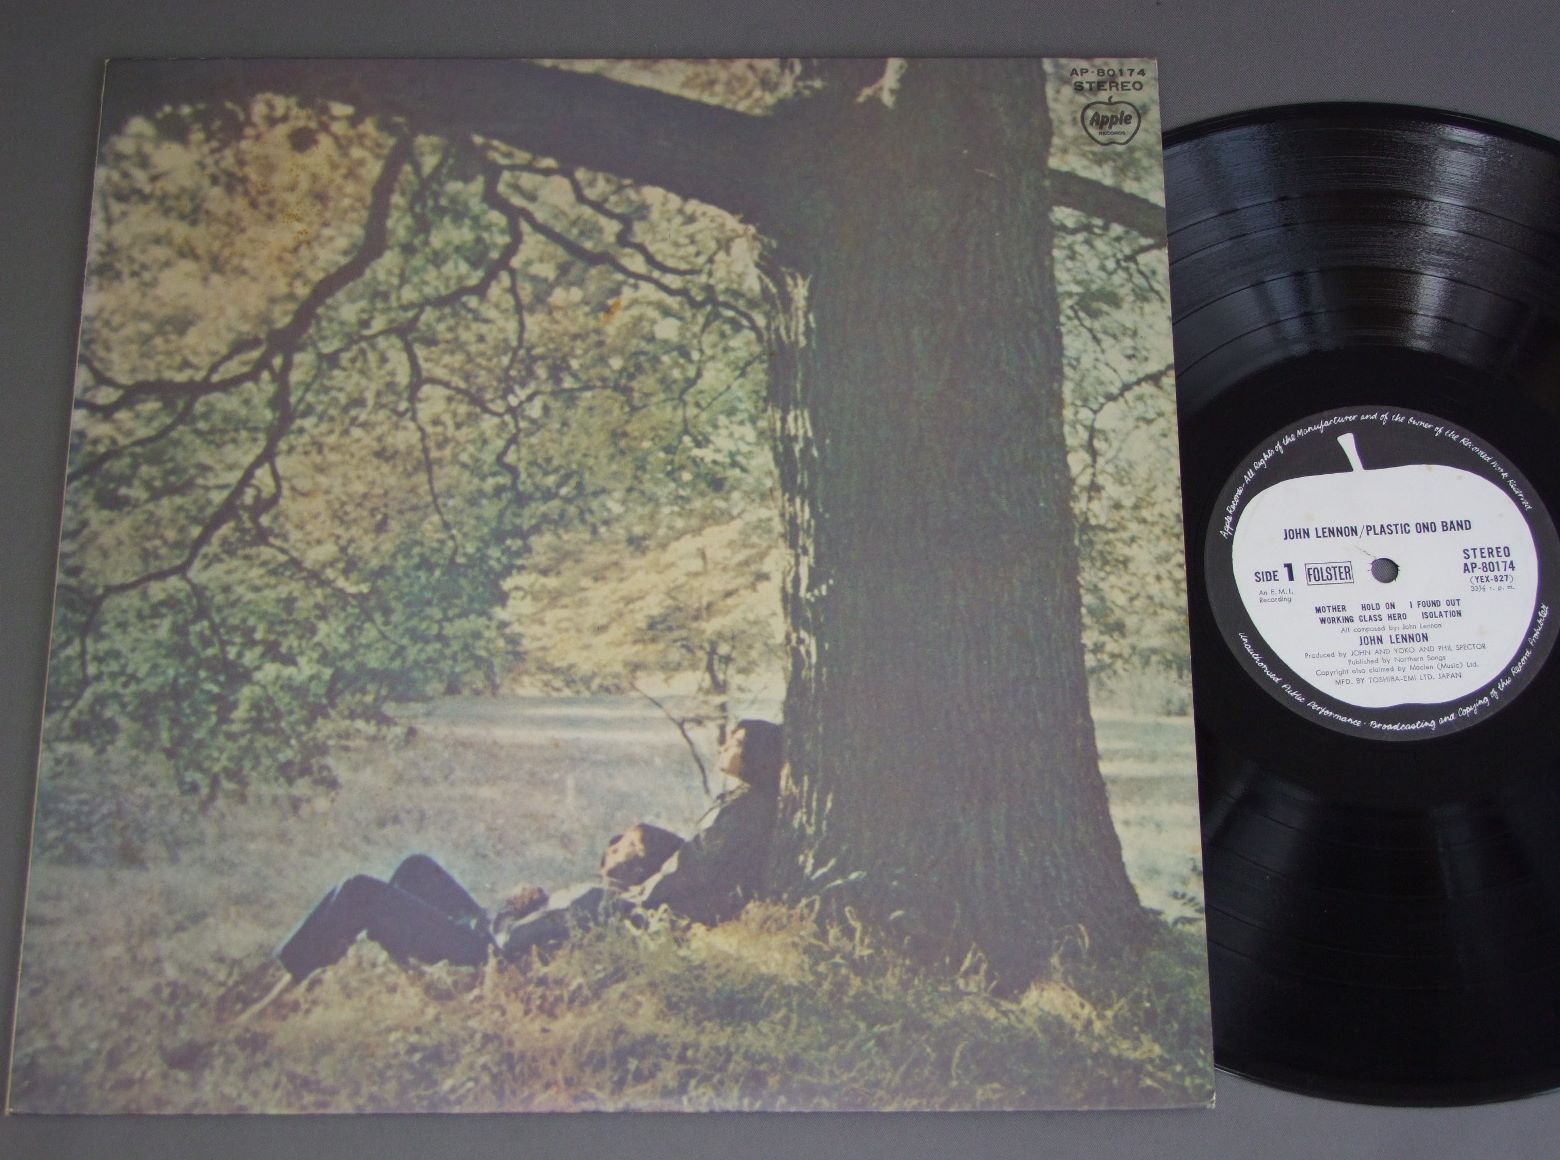 AP-80174
STEREO
Apple
RECORDS
Apple Records · All Rights of the Manufacturer and of the Owner of the Recorded Work Reserved
JOHN LENNON/PLASTIC ONO BAND
STEREO
SIDE 1 FOLSTER AP-80174
An E. M. I. Recording
(YEX-827)
33⅓ r. p. m.
MOTHER HOLD ON I FOUND OUT
WORKING CLASS HERO ISOLATION
All composed by: John Lennon
JOHN LENNON
Produced by JOHN AND YOKO AND PHIL SPECTOR
Published by Northern Songs
Copyright also claimed by Maclen (Music) Ltd.
MFD. BY TOSHIBA-EMI LTD. JAPAN
Unauthorised Public Performance · Broadcasting and Copying of this Record Prohibited